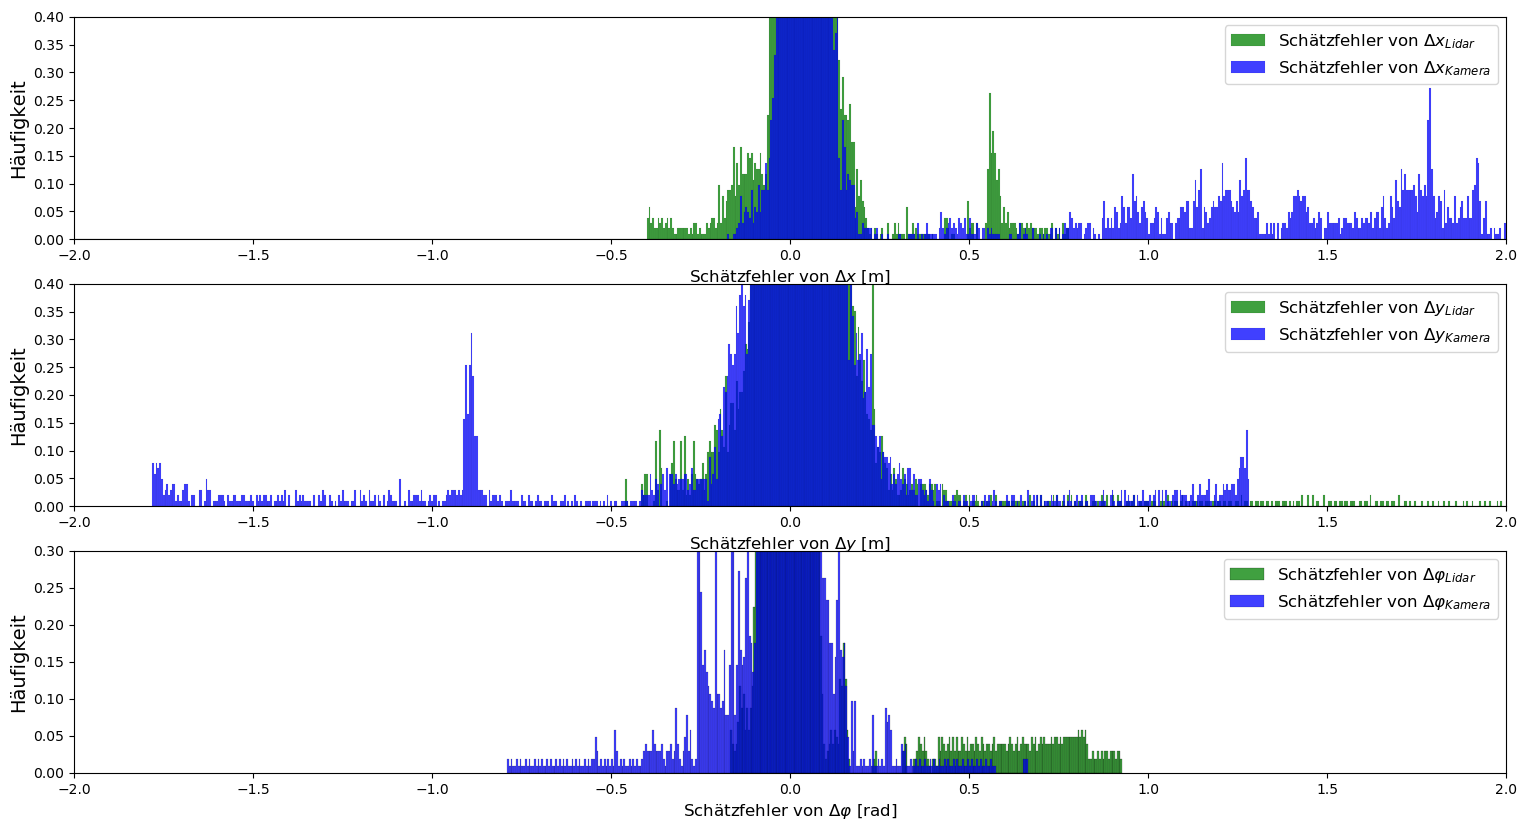 0.40
0.35
0.30
0.25
0.20
0.15
0.10
0.05
0.00
Häufigkeit
Schätzfehler von Δx_Lidar
Schätzfehler von Δx_Kamera
−2.0 −1.5 −1.0 −0.5 0.0 0.5 1.0 1.5 2.0
Schätzfehler von Δx [m]
0.40
0.35
0.30
0.25
0.20
0.15
0.10
0.05
0.00
Häufigkeit
Schätzfehler von Δy_Lidar
Schätzfehler von Δy_Kamera
−2.0 −1.5 −1.0 −0.5 0.0 0.5 1.0 1.5 2.0
Schätzfehler von Δy [m]
0.30
0.25
0.20
0.15
0.10
0.05
0.00
Häufigkeit
Schätzfehler von Δφ_Lidar
Schätzfehler von Δφ_Kamera
−2.0 −1.5 −1.0 −0.5 0.0 0.5 1.0 1.5 2.0
Schätzfehler von Δφ [rad]